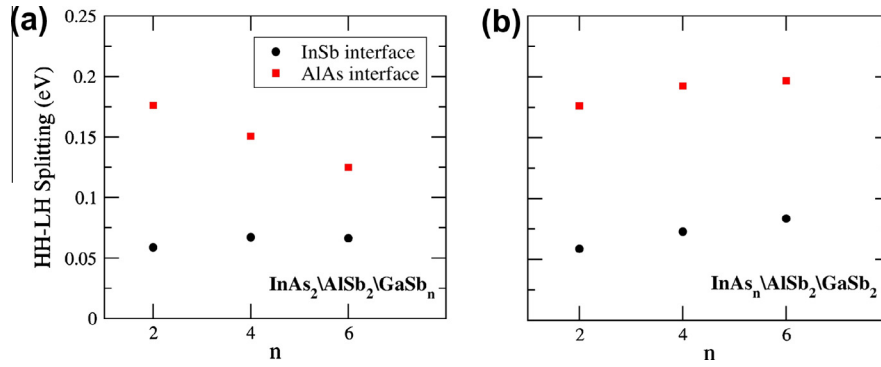 (a)
0.25
0.2
0.15
0.1
0.05
0
HH-LH Splitting (eV)
InSb interface
AlAs interface
InAs₂\AlSb₂\GaSbₙ
2 4 6
n
(b)
InAsₙ\AlSb₂\GaSb₂
2 4 6
n